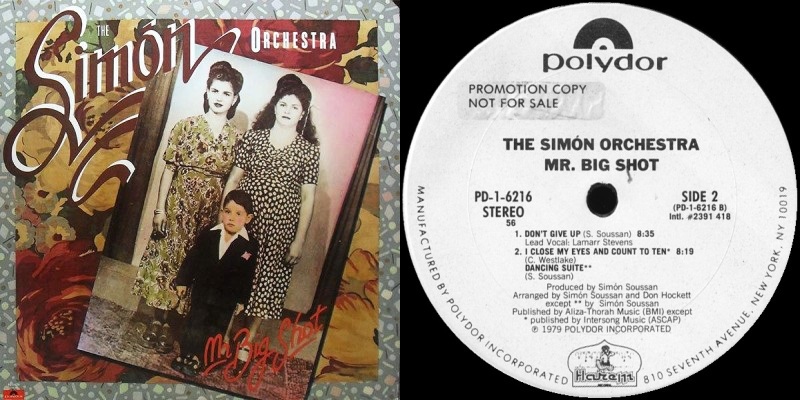 THE
Simón
ORCHESTRA
Mr. Big Shot
polydor
PROMOTION COPY
NOT FOR SALE
THE SIMÓN ORCHESTRA
MR. BIG SHOT
PD-1-6216
STEREO
56
SIDE 2
(PD-1-6216 B)
Intl. #2391 418
1. DON'T GIVE UP (S. Soussan) 8:35
Lead Vocal: Lamarr Stevens
2. I CLOSE MY EYES AND COUNT TO TEN* 8:19
(C. Westlake)
DANCING SUITE**
(S. Soussan)
Produced by Simón Soussan
Arranged by Simón Soussan and Don Hockett
except ** by Simón Soussan
Published by Aliza-Thorah Music (BMI) except
* published by Intersong Music (ASCAP)
℗ 1979 POLYDOR INCORPORATED
Harem
MANUFACTURED BY POLYDOR INCORPORATED 810 SEVENTH AVENUE, NEW YORK, NY 10019